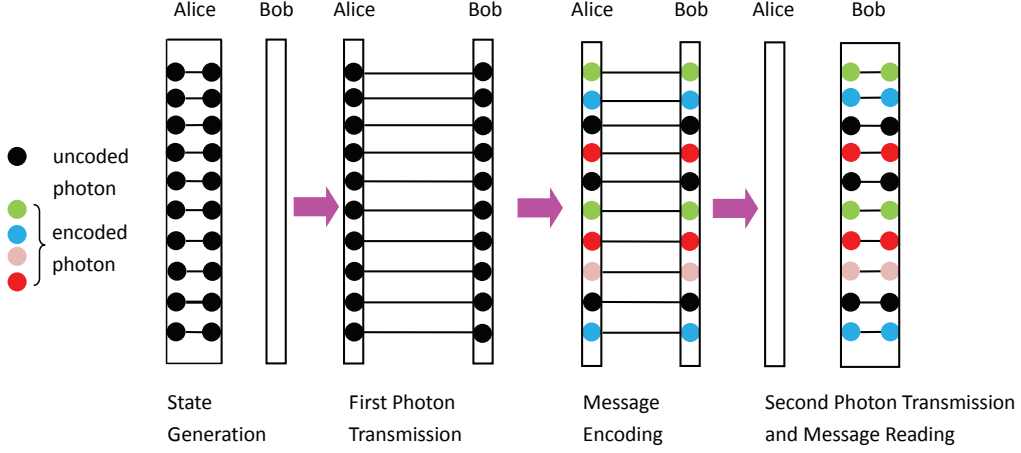 Alice Bob Alice Bob Alice Bob Alice Bob
uncoded
photon
encoded
photon
State
Generation
First Photon
Transmission
Message
Encoding
Second Photon Transmission
and Message Reading